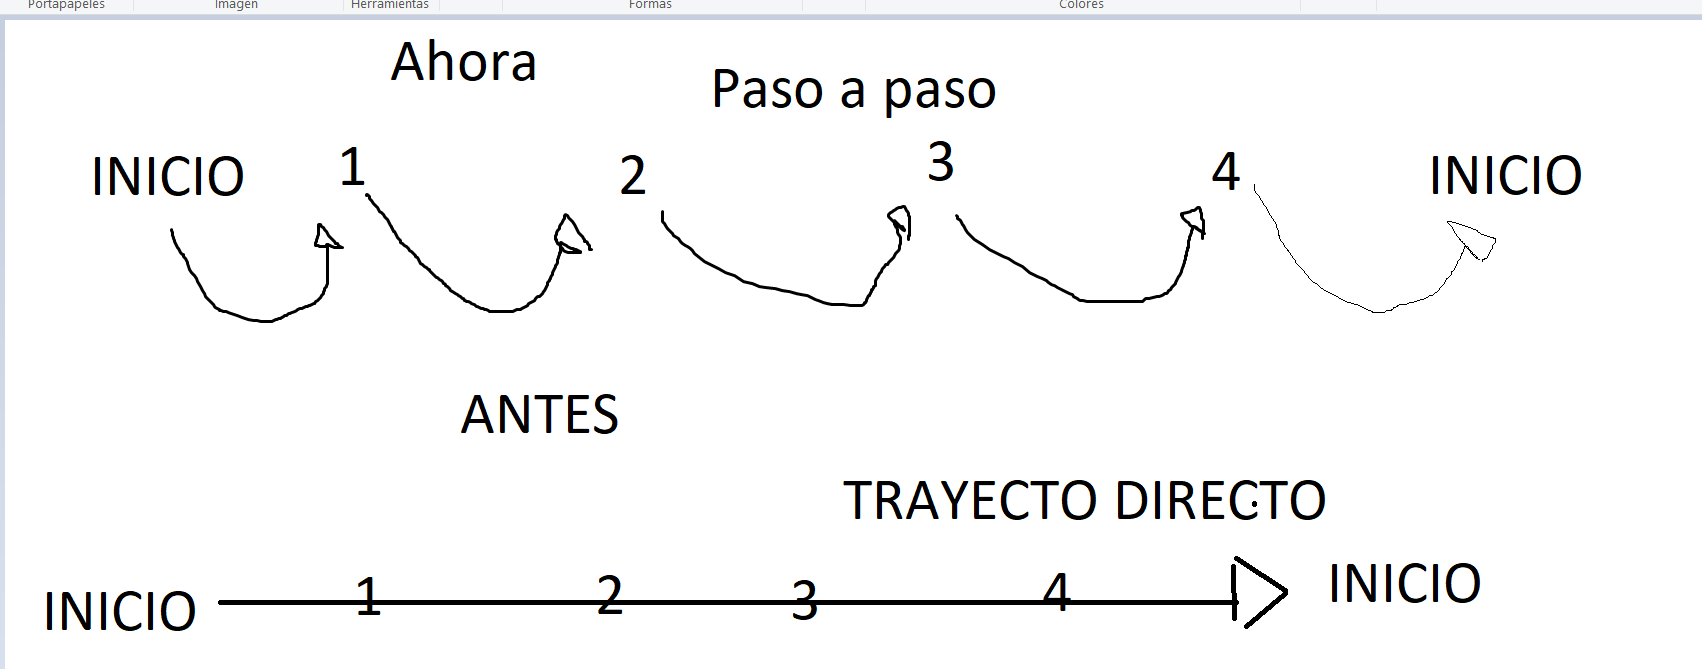 Portapapeles Imagen Herramientas Formas Colores
Ahora
Paso a paso
INICIO 1 2 3 4 INICIO
ANTES
TRAYECTO DIRECTO
INICIO 1 2 3 4 INICIO